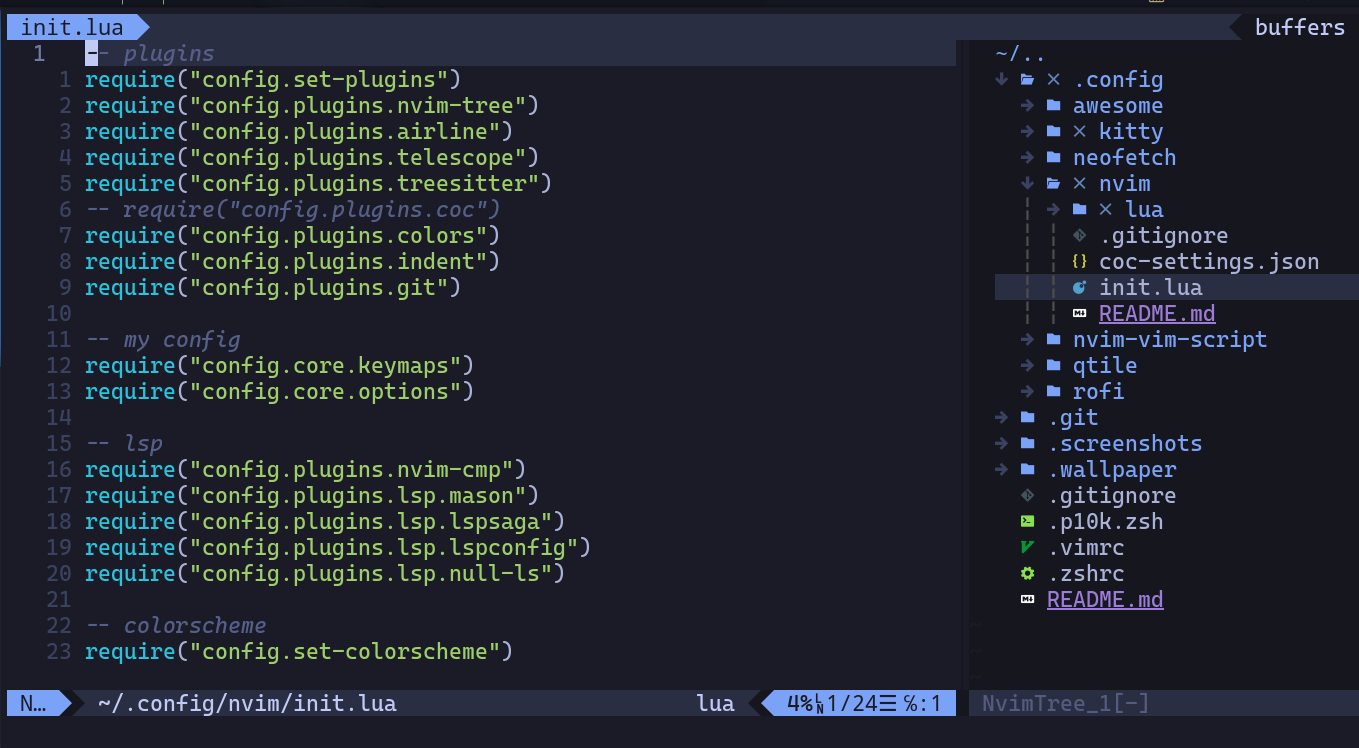 init.lua
buffers
1 -- plugins
1 require("config.set-plugins")
2 require("config.plugins.nvim-tree")
3 require("config.plugins.airline")
4 require("config.plugins.telescope")
5 require("config.plugins.treesitter")
6 -- require("config.plugins.coc")
7 require("config.plugins.colors")
8 require("config.plugins.indent")
9 require("config.plugins.git")
10
11 -- my config
12 require("config.core.keymaps")
13 require("config.core.options")
14
15 -- lsp
16 require("config.plugins.nvim-cmp")
17 require("config.plugins.lsp.mason")
18 require("config.plugins.lsp.lspsaga")
19 require("config.plugins.lsp.lspconfig")
20 require("config.plugins.lsp.null-ls")
21
22 -- colorscheme
23 require("config.set-colorscheme")
~/..
.config
awesome
kitty
neofetch
nvim
lua
.gitignore
coc-settings.json
init.lua
README.md
nvim-vim-script
qtile
rofi
.git
.screenshots
.wallpaper
.gitignore
.p10k.zsh
.vimrc
.zshrc
README.md
~
~
~
N… ~/.config/nvim/init.lua lua 4%␤1/24☰ ℅:1
NvimTree_1[-]